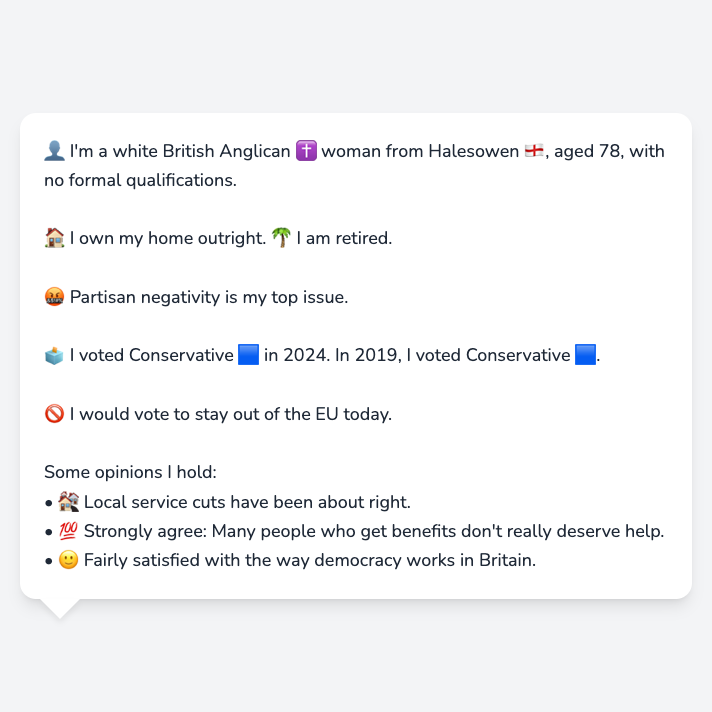 👤 I'm a white British Anglican ✝️ woman from Halesowen 🏴󠁧󠁢󠁥󠁮󠁧󠁿, aged 78, with
no formal qualifications.
🏠 I own my home outright. 🌴 I am retired.
🤬 Partisan negativity is my top issue.
🗳️ I voted Conservative 🟦 in 2024. In 2019, I voted Conservative 🟦.
🚫 I would vote to stay out of the EU today.
Some opinions I hold:
• 🏚️ Local service cuts have been about right.
• 💯 Strongly agree: Many people who get benefits don't really deserve help.
• 🙂 Fairly satisfied with the way democracy works in Britain.